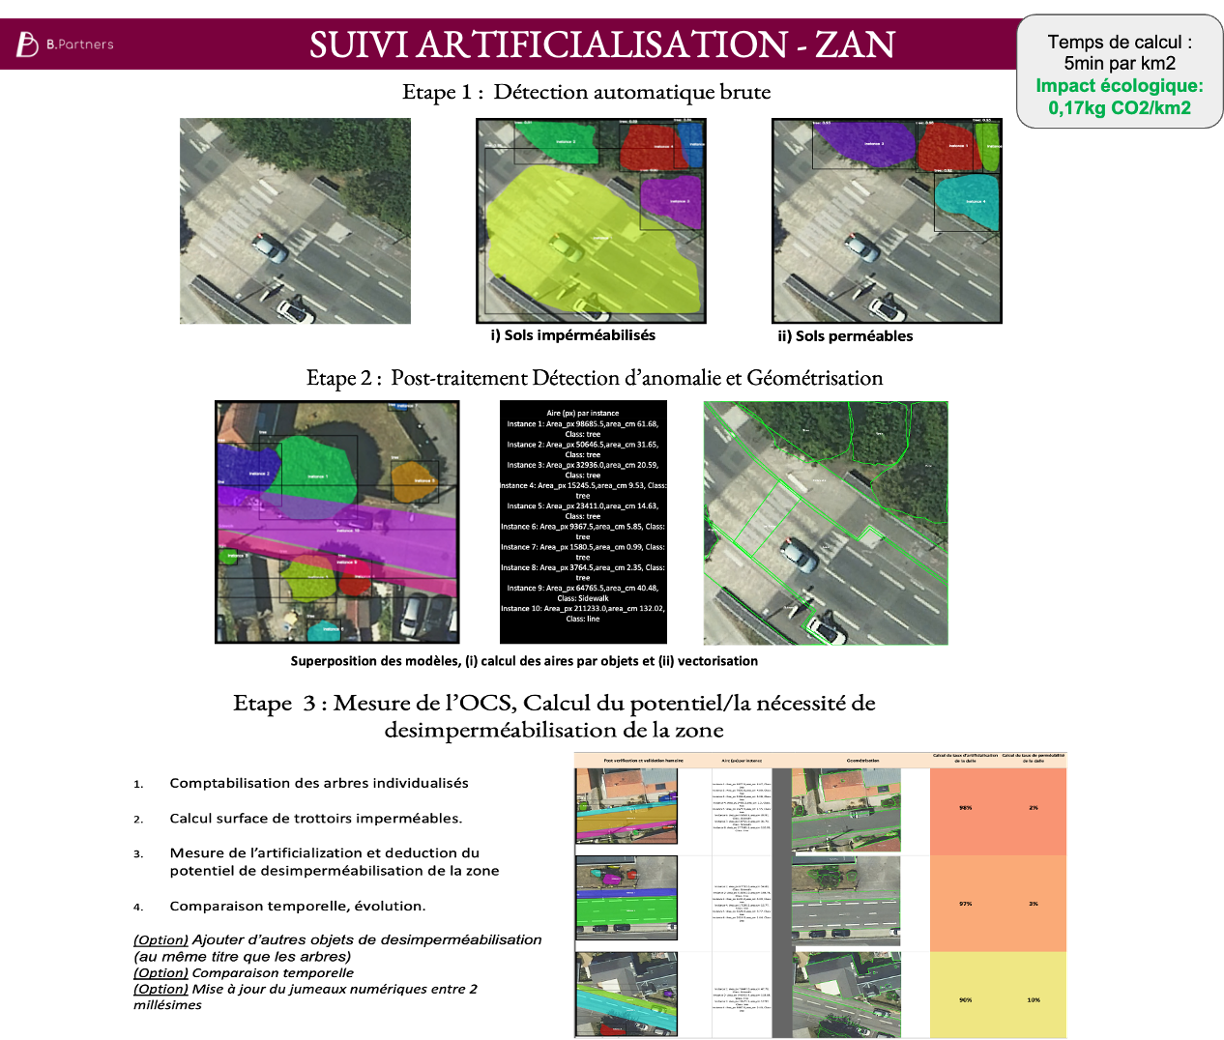 B.Partners
SUIVI ARTIFICIALISATION - ZAN
Temps de calcul :
5min par km2
Impact écologique:
0,17kg CO2/km2
Etape 1 : Détection automatique brute
i) Sols impérméabilisés
ii) Sols perméables
Etape 2 : Post-traitement Détection d'anomalie et Géométrisation
Aire (px) par instance
Instance 1: Area_px 98685.5,area_cm 61.68,
Class: tree
Instance 2: Area_px 50646.5,area_cm 31.65,
Class: tree
Instance 3: Area_px 32936.0,area_cm 20.59,
Class: tree
Instance 4: Area_px 15245.5,area_cm 9.53, Class:
tree
Instance 5: Area_px 23411.0,area_cm 14.63,
Class: tree
Instance 6: Area_px 9367.5,area_cm 5.85, Class:
tree
Instance 7: Area_px 1580.5,area_cm 0.99, Class:
tree
Instance 8: Area_px 3764.5,area_cm 2.35, Class:
tree
Instance 9: Area_px 64765.5,area_cm 40.48,
Class: Sidewalk
Instance 10: Area_px 211233.0,area_cm 132.02,
Class: line
Superposition des modèles, (i) calcul des aires par objets et (ii) vectorisation
Etape 3 : Mesure de l'OCS, Calcul du potentiel/la nécessité de
desimperméabilisation de la zone
1. Comptabilisation des arbres individualisés
2. Calcul surface de trottoirs imperméables.
3. Mesure de l'artificialization et deduction du
potentiel de desimperméabilisation de la zone
4. Comparaison temporelle, évolution.
(Option) Ajouter d'autres objets de desimperméabilisation
(au même titre que les arbres)
(Option) Comparaison temporelle
(Option) Mise à jour du jumeaux numériques entre 2
millésimes
Post verification et validation humaine
Aire (px) par instance
Géométrisation
Calcul du taux d'artificialisation
de la dalle
Calcul du taux de perméabilité
de la dalle
98% 2%
97% 3%
90% 10%